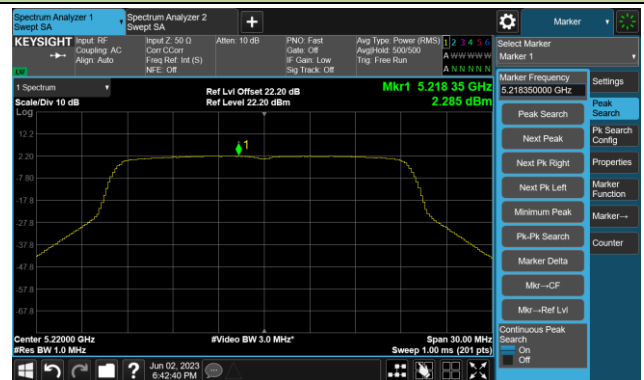 Spectrum Analyzer 1
Swept SA
Spectrum Analyzer 2
Swept SA
+
Marker
KEYSIGHT
Input: RF
Coupling: AC
Align: Auto
Input Z: 50 Ω
Corr CCorr
Freq Ref: Int (S)
NFE: Off
Atten: 10 dB
PNO: Fast
Gate: Off
IF Gain: Low
Sig Track: Off
Avg Type: Power (RMS)
Avg|Hold: 500/500
Trig: Free Run
1 2 3 4 5 6
A W W W W W
A N N N N N
LW
Select Marker
Marker 1
1 Spectrum
Scale/Div 10 dB
Log
Ref Lvl Offset 22.20 dB
Ref Level 22.20 dBm
Mkr1 5.218 35 GHz
2.285 dBm
1
12.2
2.20
-7.80
-17.8
-27.8
-37.8
-47.8
-57.8
-67.8
Center 5.22000 GHz
#Res BW 1.0 MHz
#Video BW 3.0 MHz*
Span 30.00 MHz
Sweep 1.00 ms (201 pts)
Marker Frequency
5.218350000 GHz
Peak Search
Next Peak
Next Pk Right
Next Pk Left
Minimum Peak
Pk-Pk Search
Marker Delta
Mkr→CF
Mkr→Ref Lvl
Continuous Peak
Search
On
Off
Settings
Peak
Search
Pk Search
Config
Properties
Marker
Function
Marker→
Counter
?
Jun 02, 2023
6:42:40 PM